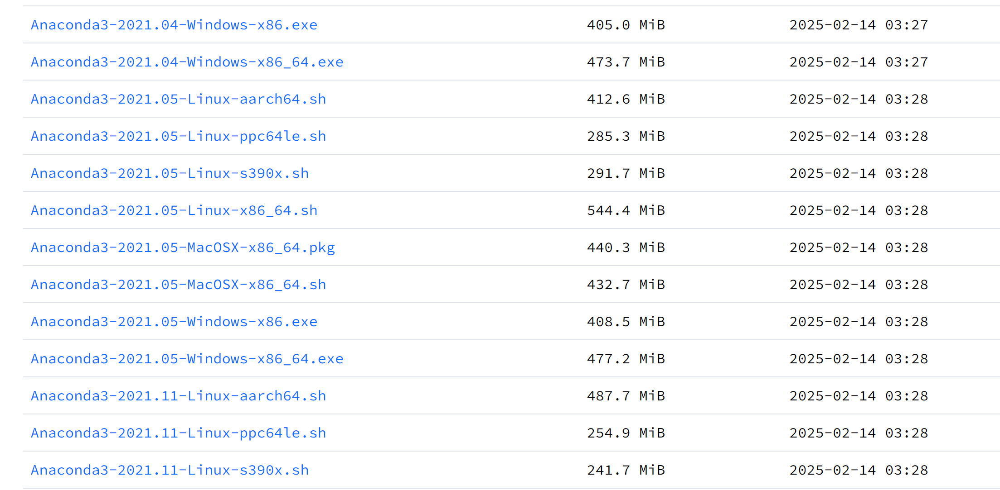 Anaconda3-2021.04-Windows-x86.exe 405.0 MiB 2025-02-14 03:27
Anaconda3-2021.04-Windows-x86_64.exe 473.7 MiB 2025-02-14 03:27
Anaconda3-2021.05-Linux-aarch64.sh 412.6 MiB 2025-02-14 03:28
Anaconda3-2021.05-Linux-ppc64le.sh 285.3 MiB 2025-02-14 03:28
Anaconda3-2021.05-Linux-s390x.sh 291.7 MiB 2025-02-14 03:28
Anaconda3-2021.05-Linux-x86_64.sh 544.4 MiB 2025-02-14 03:28
Anaconda3-2021.05-MacOSX-x86_64.pkg 440.3 MiB 2025-02-14 03:28
Anaconda3-2021.05-MacOSX-x86_64.sh 432.7 MiB 2025-02-14 03:28
Anaconda3-2021.05-Windows-x86.exe 408.5 MiB 2025-02-14 03:28
Anaconda3-2021.05-Windows-x86_64.exe 477.2 MiB 2025-02-14 03:28
Anaconda3-2021.11-Linux-aarch64.sh 487.7 MiB 2025-02-14 03:28
Anaconda3-2021.11-Linux-ppc64le.sh 254.9 MiB 2025-02-14 03:28
Anaconda3-2021.11-Linux-s390x.sh 241.7 MiB 2025-02-14 03:28